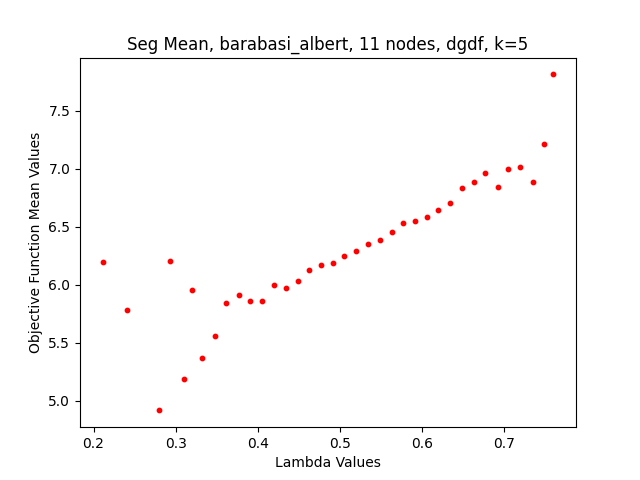 Seg Mean, barabasi_albert, 11 nodes, dgdf, k=5
Objective Function Mean Values
7.5
7.0
6.5
6.0
5.5
5.0
0.2 0.3 0.4 0.5 0.6 0.7
Lambda Values